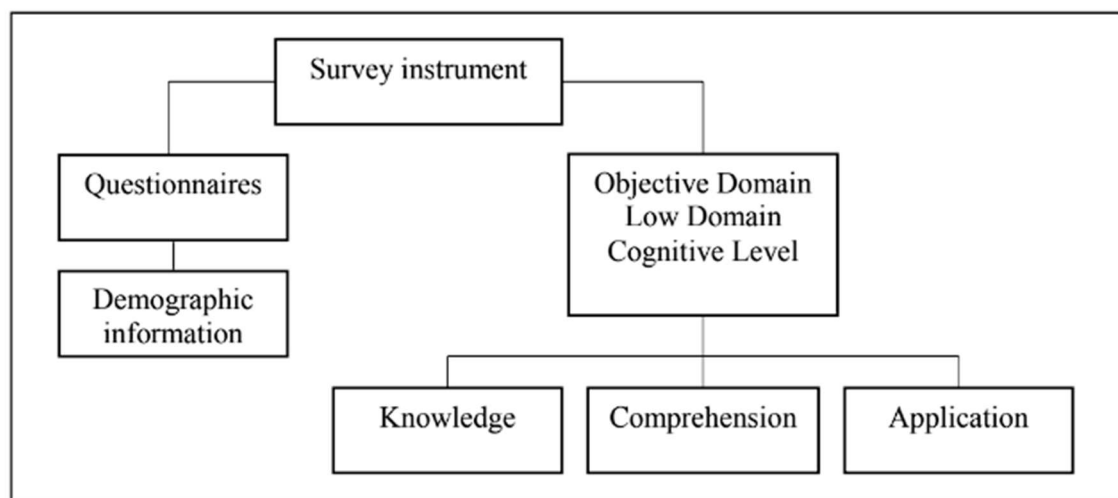 Survey instrument
Questionnaires
Objective Domain
Low Domain
Cognitive Level
Demographic
information
Knowledge
Comprehension
Application